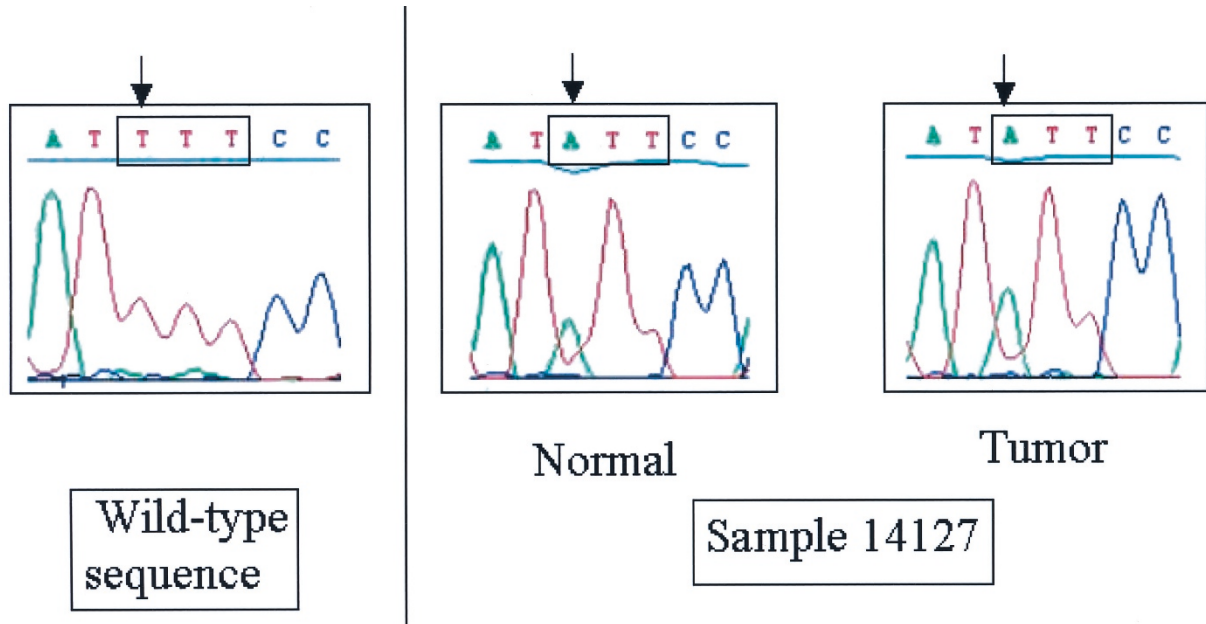 A T T T T C C
A T A T T C C
A T A T T C C
Normal
Tumor
Wild-type
sequence
Sample 14127